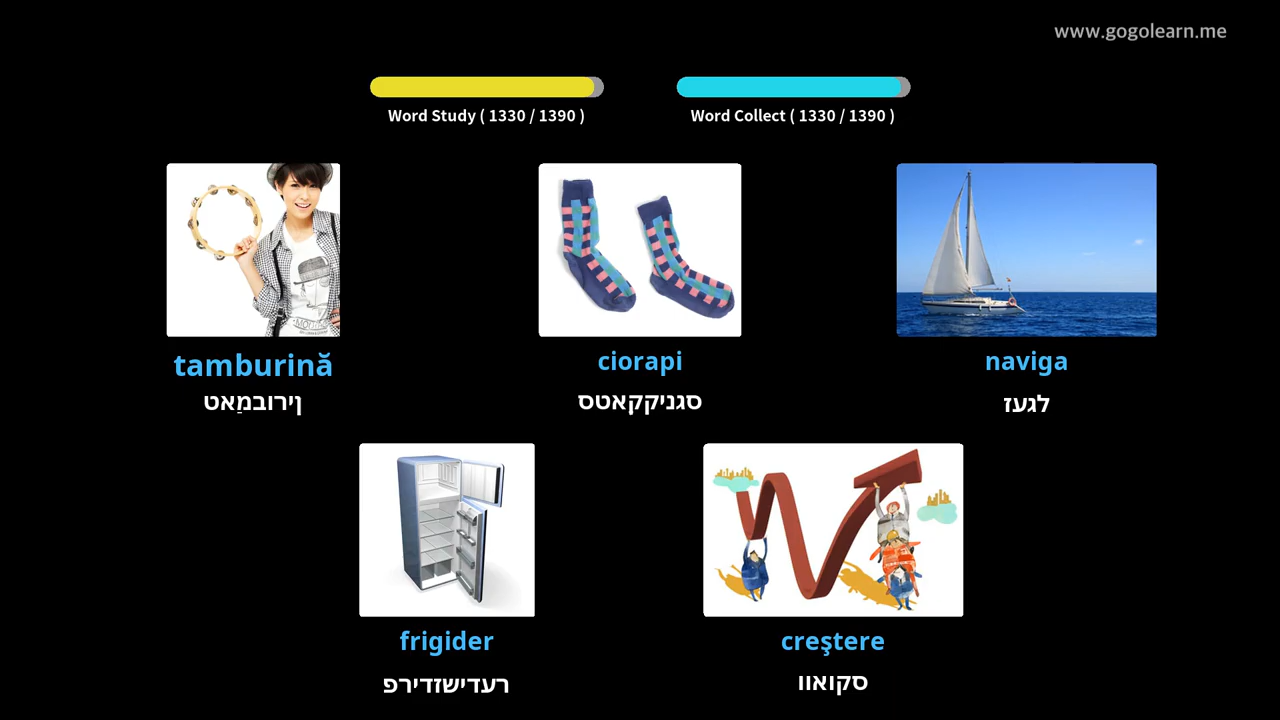 www.gogolearn.me
Word Study ( 1330 / 1390 )
Word Collect ( 1330 / 1390 )
tamburină
ןירובמַאט
ciorapi
סגניקקאטס
naviga
לגעז
frigider
רעדישזדירפ
creştere
סקואוו